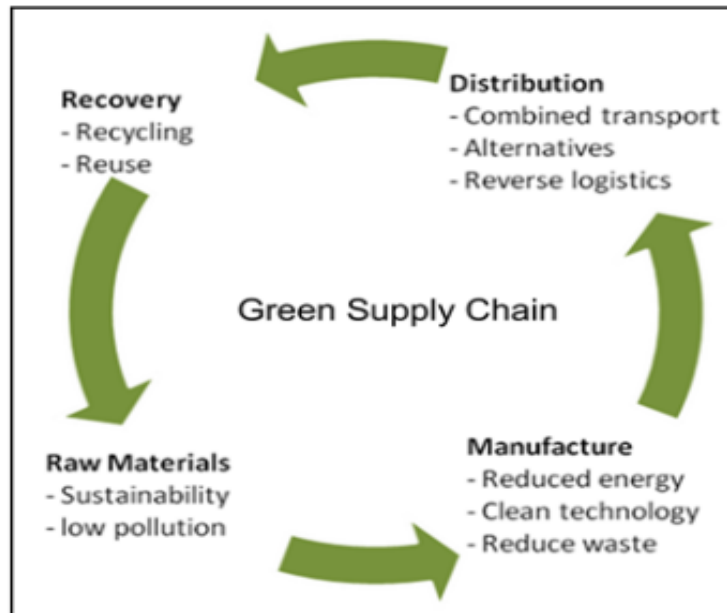 Recovery
- Recycling
- Reuse
Distribution
- Combined transport
- Alternatives
- Reverse logistics
Green Supply Chain
Raw Materials
- Sustainability
- low pollution
Manufacture
- Reduced energy
- Clean technology
- Reduce waste